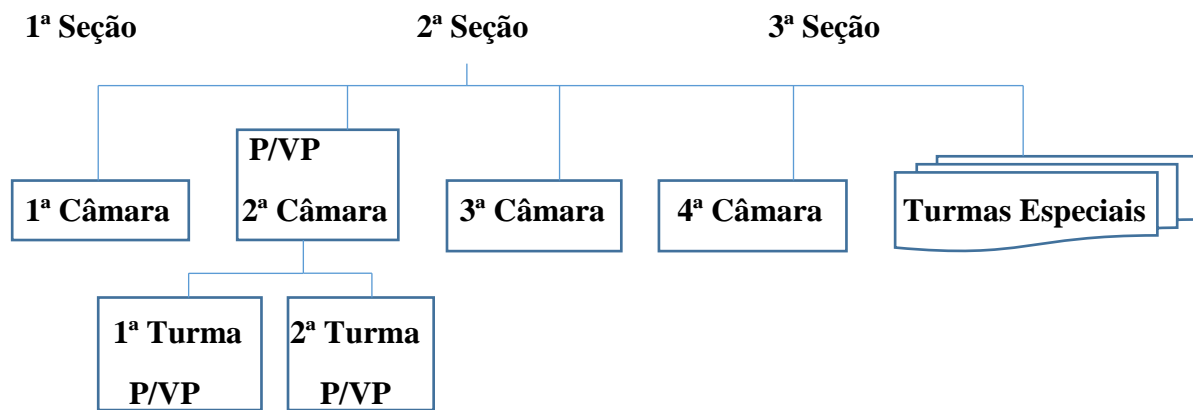 1ª Seção
2ª Seção
3ª Seção
P/VP
1ª Câmara
2ª Câmara
3ª Câmara
4ª Câmara
Turmas Especiais
1ª Turma
2ª Turma
P/VP
P/VP